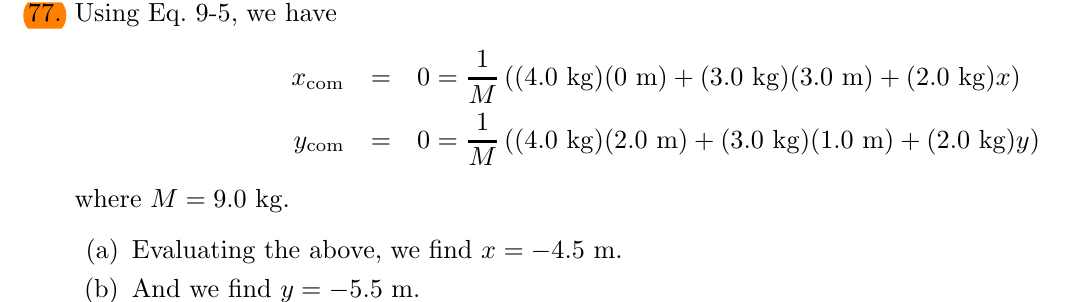 77. Using Eq. 9-5, we have
x_com = 0 = 1/M ((4.0 kg)(0 m) + (3.0 kg)(3.0 m) + (2.0 kg)x)
y_com = 0 = 1/M ((4.0 kg)(2.0 m) + (3.0 kg)(1.0 m) + (2.0 kg)y)
where M = 9.0 kg.
(a) Evaluating the above, we find x = −4.5 m.
(b) And we find y = −5.5 m.